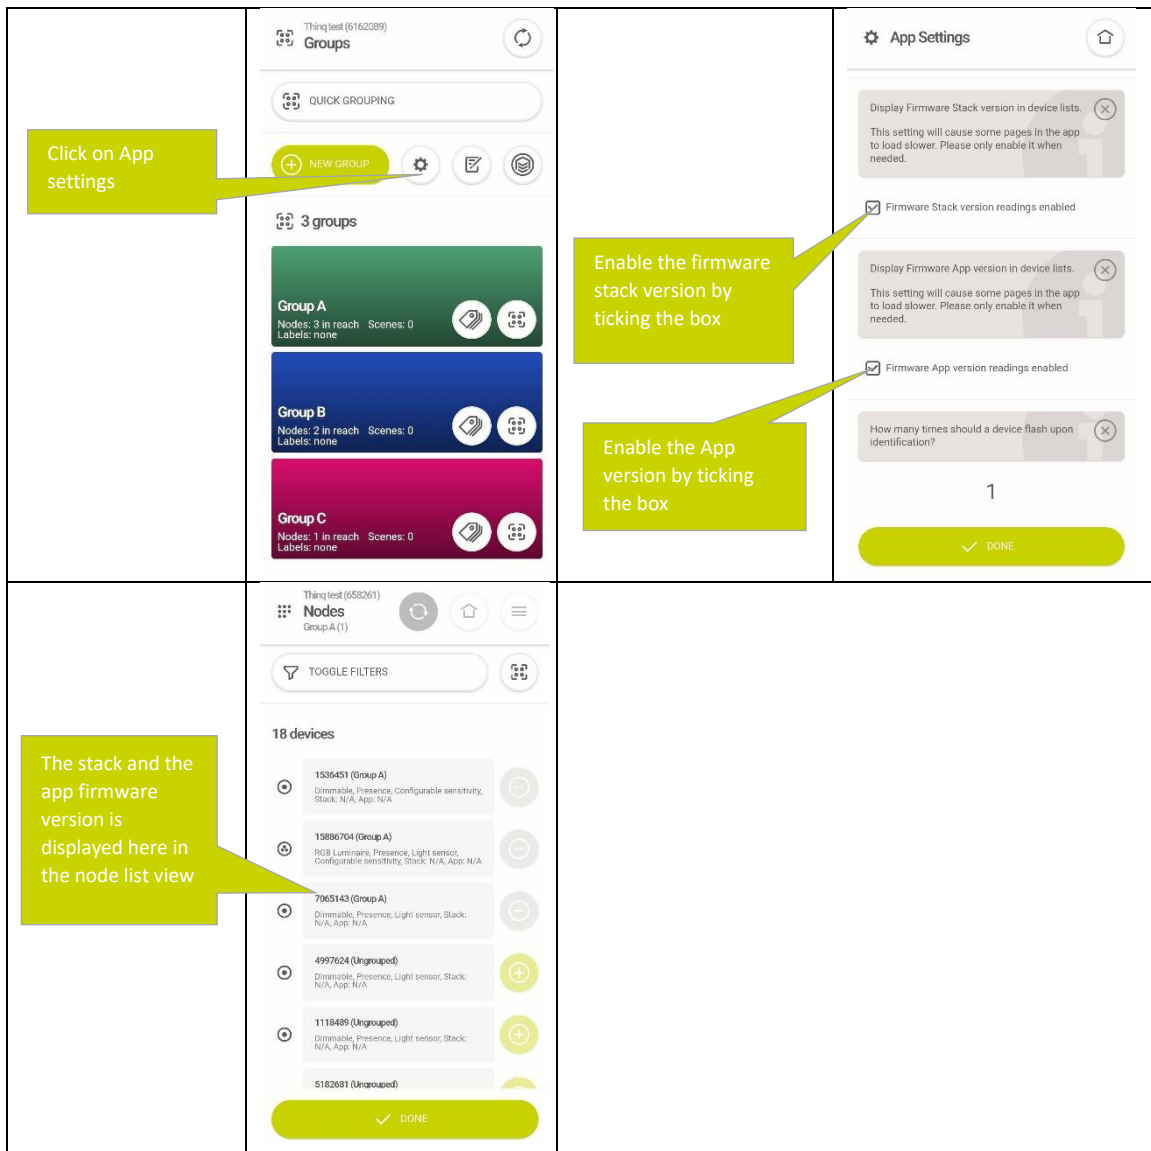 Click on App
settings
Thinq test (6162089)
Groups
QUICK GROUPING
NEW GROUP
3 groups
Group A
Nodes: 3 in reach Scenes: 0
Labels: none
Group B
Nodes: 2 in reach Scenes: 0
Labels: none
Group C
Nodes: 1 in reach Scenes: 0
Labels: none
Enable the firmware
stack version by
ticking the box
Enable the App
version by ticking
the box
App Settings
Display Firmware Stack version in device lists.
This setting will cause some pages in the app
to load slower. Please only enable it when
needed.
Firmware Stack version readings enabled
Display Firmware App version in device lists.
This setting will cause some pages in the app
to load slower. Please only enable it when
needed.
Firmware App version readings enabled
How many times should a device flash upon
identification?
1
DONE
The stack and the
app firmware
version is
displayed here in
the node list view
Thinq test (658261)
Nodes
Group A (1)
TOGGLE FILTERS
18 devices
1536451 (Group A)
Dimmable, Presence, Configurable sensitivity,
Stack: N/A, App: N/A
15886704 (Group A)
RGB Luminaire, Presence, Light sensor,
Configurable sensitivity, Stack: N/A, App: N/A
7065143 (Group A)
Dimmable, Presence, Light sensor, Stack:
N/A, App: N/A
4997624 (Ungrouped)
Dimmable, Presence, Light sensor, Stack:
N/A, App: N/A
1118489 (Ungrouped)
Dimmable, Presence, Light sensor, Stack:
N/A, App: N/A
5182681 (Ungrouped)
DONE